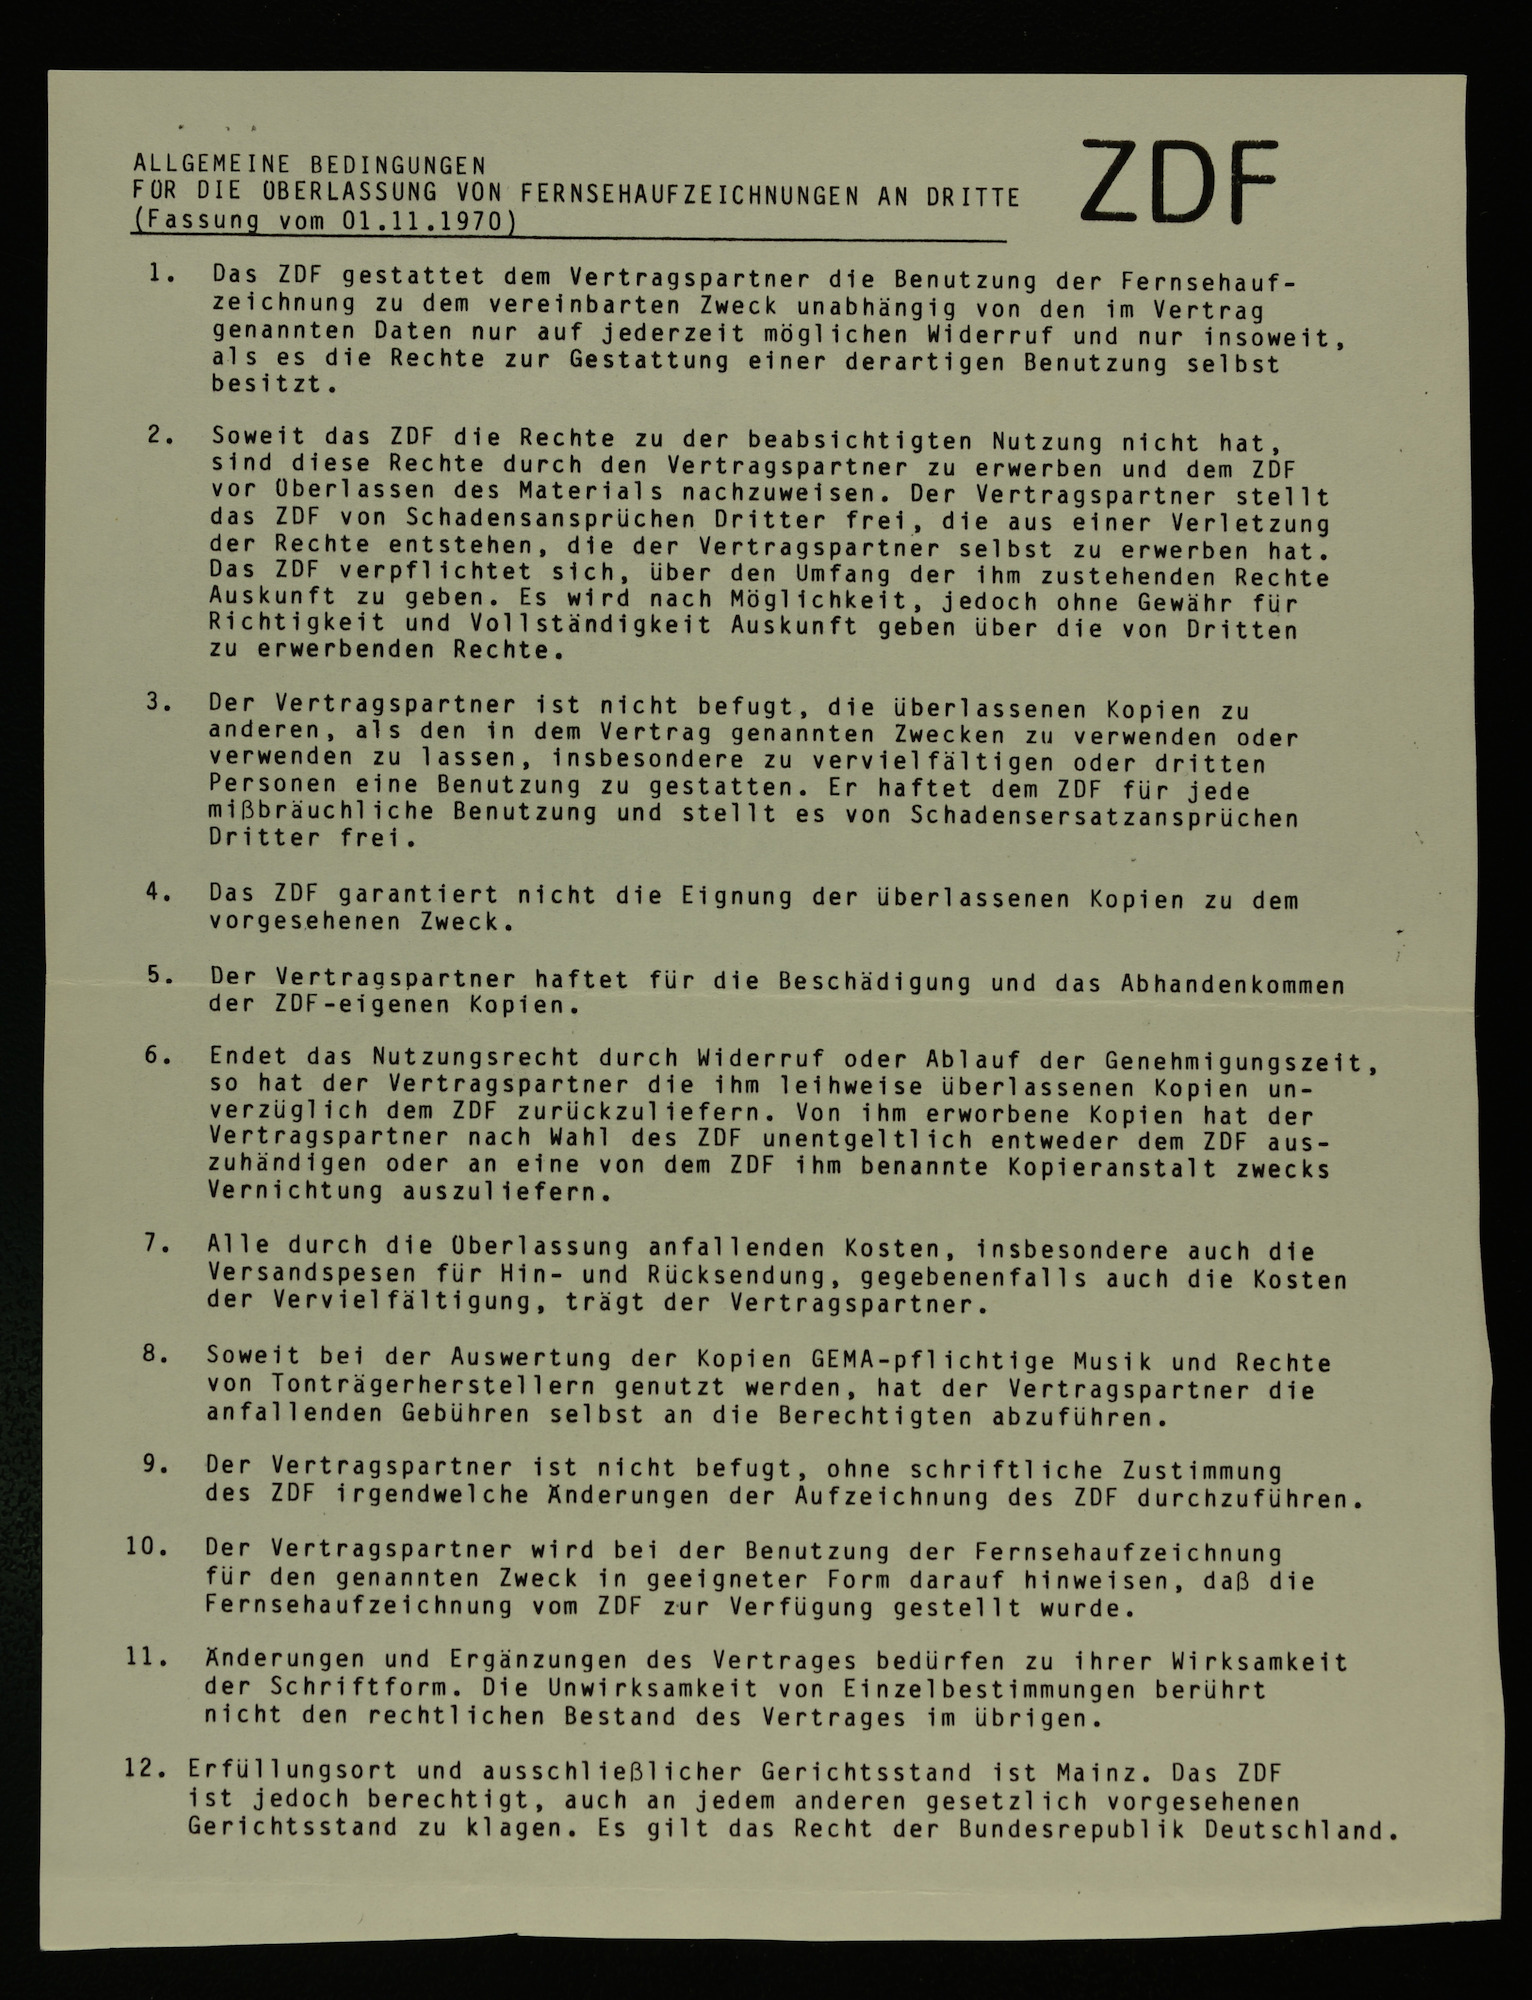 ZDF
ALLGEMEINE BEDINGUNGEN
FÜR DIE ÜBERLASSUNG VON FERNSEHAUFZEICHNUNGEN AN DRITTE
(Fassung vom 01.11.1970)
1. Das ZDF gestattet dem Vertragspartner die Benutzung der Fernsehauf-
zeichnung zu dem vereinbarten Zweck unabhängig von den im Vertrag
genannten Daten nur auf jederzeit möglichen Widerruf und nur insoweit,
als es die Rechte zur Gestattung einer derartigen Benutzung selbst
besitzt.
2. Soweit das ZDF die Rechte zu der beabsichtigten Nutzung nicht hat,
sind diese Rechte durch den Vertragspartner zu erwerben und dem ZDF
vor Überlassen des Materials nachzuweisen. Der Vertragspartner stellt
das ZDF von Schadensansprüchen Dritter frei, die aus einer Verletzung
der Rechte entstehen, die der Vertragspartner selbst zu erwerben hat.
Das ZDF verpflichtet sich, über den Umfang der ihm zustehenden Rechte
Auskunft zu geben. Es wird nach Möglichkeit, jedoch ohne Gewähr für
Richtigkeit und Vollständigkeit Auskunft geben über die von Dritten
zu erwerbenden Rechte.
3. Der Vertragspartner ist nicht befugt, die überlassenen Kopien zu
anderen, als den in dem Vertrag genannten Zwecken zu verwenden oder
verwenden zu lassen, insbesondere zu vervielfältigen oder dritten
Personen eine Benutzung zu gestatten. Er haftet dem ZDF für jede
mißbräuchliche Benutzung und stellt es von Schadensersatzansprüchen
Dritter frei.
4. Das ZDF garantiert nicht die Eignung der überlassenen Kopien zu dem
vorgesehenen Zweck.
5. Der Vertragspartner haftet für die Beschädigung und das Abhandenkommen
der ZDF-eigenen Kopien.
6. Endet das Nutzungsrecht durch Widerruf oder Ablauf der Genehmigungszeit,
so hat der Vertragspartner die ihm leihweise überlassenen Kopien un-
verzüglich dem ZDF zurückzuliefern. Von ihm erworbene Kopien hat der
Vertragspartner nach Wahl des ZDF unentgeltlich entweder dem ZDF aus-
zuhändigen oder an eine von dem ZDF ihm benannte Kopieranstalt zwecks
Vernichtung auszuliefern.
7. Alle durch die Überlassung anfallenden Kosten, insbesondere auch die
Versandspesen für Hin- und Rücksendung, gegebenenfalls auch die Kosten
der Vervielfältigung, trägt der Vertragspartner.
8. Soweit bei der Auswertung der Kopien GEMA-pflichtige Musik und Rechte
von Tonträgerherstellern genutzt werden, hat der Vertragspartner die
anfallenden Gebühren selbst an die Berechtigten abzuführen.
9. Der Vertragspartner ist nicht befugt, ohne schriftliche Zustimmung
des ZDF irgendwelche Änderungen der Aufzeichnung des ZDF durchzuführen.
10. Der Vertragspartner wird bei der Benutzung der Fernsehaufzeichnung
für den genannten Zweck in geeigneter Form darauf hinweisen, daß die
Fernsehaufzeichnung vom ZDF zur Verfügung gestellt wurde.
11. Änderungen und Ergänzungen des Vertrages bedürfen zu ihrer Wirksamkeit
der Schriftform. Die Unwirksamkeit von Einzelbestimmungen berührt
nicht den rechtlichen Bestand des Vertrages im übrigen.
12. Erfüllungsort und ausschließlicher Gerichtsstand ist Mainz. Das ZDF
ist jedoch berechtigt, auch an jedem anderen gesetzlich vorgesehenen
Gerichtsstand zu klagen. Es gilt das Recht der Bundesrepublik Deutschland.